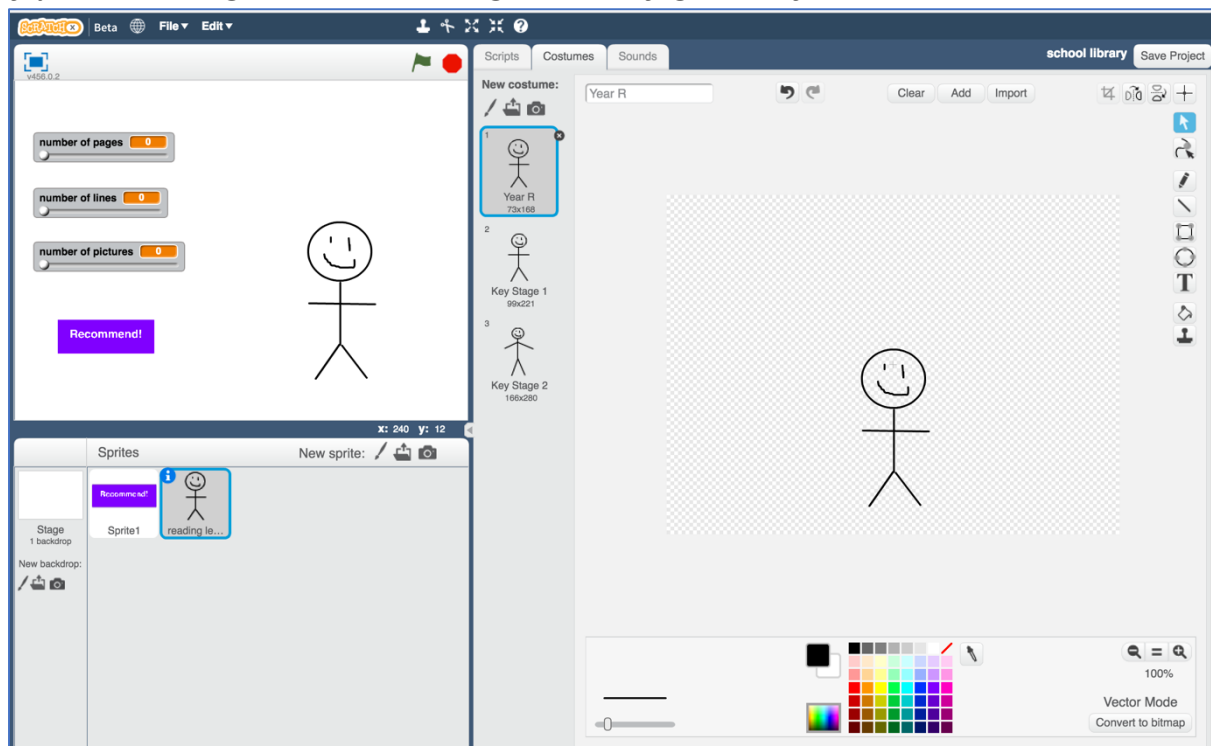 SCRATCHX Beta File▼ Edit▼
v456.0.2
Scripts Costumes Sounds
school library Save Project
New costume:
Year R
Clear Add Import
number of pages 0
number of lines 0
number of pictures 0
Recommend!
1
Year R
73x168
2
Key Stage 1
99x221
3
Key Stage 2
166x280
T
x: 240 y: 12
Sprites New sprite:
Stage
1 backdrop
New backdrop:
Recommend!
Sprite1
reading le...
100%
Vector Mode
Convert to bitmap